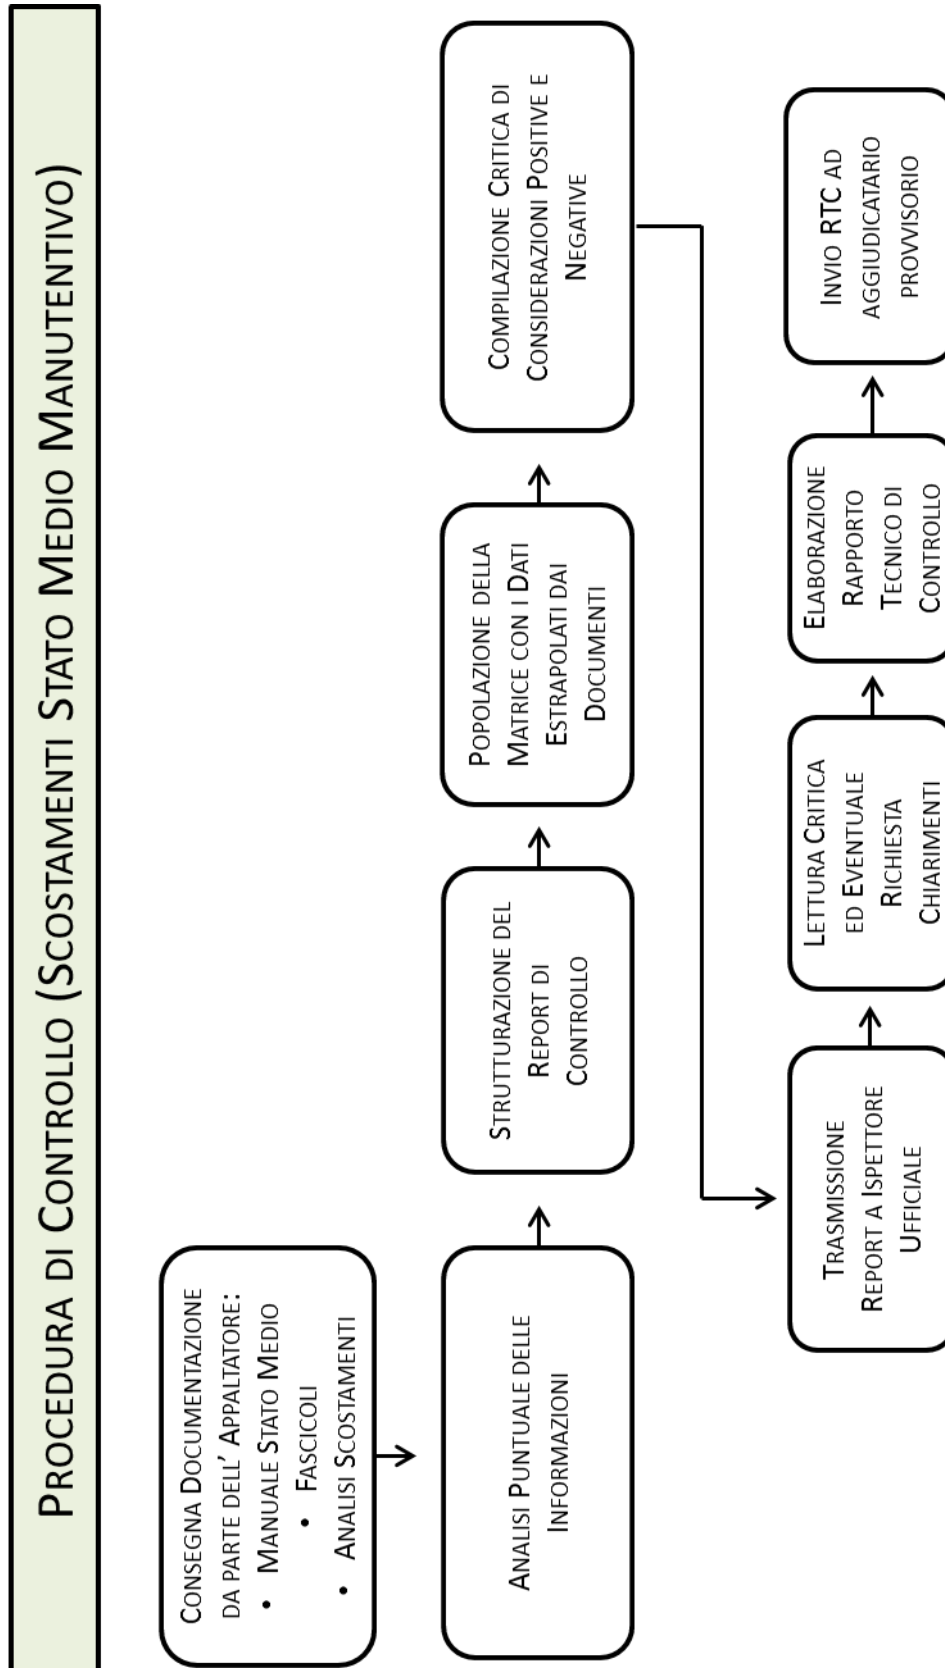 PROCEDURA DI CONTROLLO (SCOSTAMENTI STATO MEDIO MANUTENTIVO)
CONSEGNA DOCUMENTAZIONE
DA PARTE DELL' APPALTATORE:
• MANUALE STATO MEDIO
• FASCICOLI
• ANALISI SCOSTAMENTI
ANALISI PUNTUALE DELLE
INFORMAZIONI
STRUTTURAZIONE DEL
REPORT DI
CONTROLLO
POPOLAZIONE DELLA
MATRICE CON I DATI
ESTRAPOLATI DAI
DOCUMENTI
COMPILAZIONE CRITICA DI
CONSIDERAZIONI POSITIVE E
NEGATIVE
TRASMISSIONE
REPORT A ISPETTORE
UFFICIALE
LETTURA CRITICA
ED EVENTUALE
RICHIESTA
CHIARIMENTI
ELABORAZIONE
RAPPORTO
TECNICO DI
CONTROLLO
INVIO RTC AD
AGGIUDICATARIO
PROVVISORIO